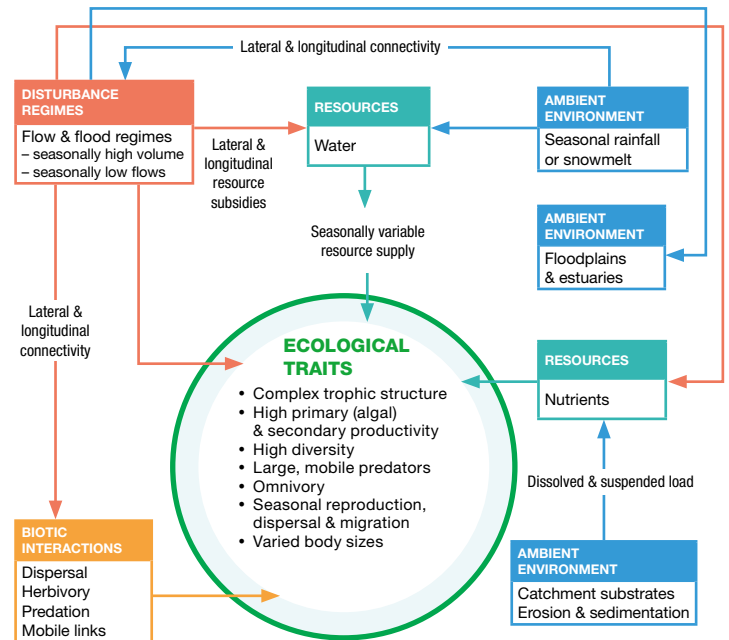 Lateral & longitudinal connectivity
DISTURBANCE
REGIMES
Flow & flood regimes
– seasonally high volume
– seasonally low flows
Lateral &
longitudinal
resource
subsidies
RESOURCES
Water
AMBIENT
ENVIRONMENT
Seasonal rainfall
or snowmelt
Seasonally variable
resource supply
AMBIENT
ENVIRONMENT
Floodplains
& estuaries
Lateral &
longitudinal
connectivity
ECOLOGICAL
TRAITS
• Complex trophic structure
• High primary (algal)
& secondary productivity
• High diversity
• Large, mobile predators
• Omnivory
• Seasonal reproduction,
dispersal & migration
• Varied body sizes
RESOURCES
Nutrients
Dissolved & suspended load
BIOTIC
INTERACTIONS
Dispersal
Herbivory
Predation
Mobile links
AMBIENT
ENVIRONMENT
Catchment substrates
Erosion & sedimentation